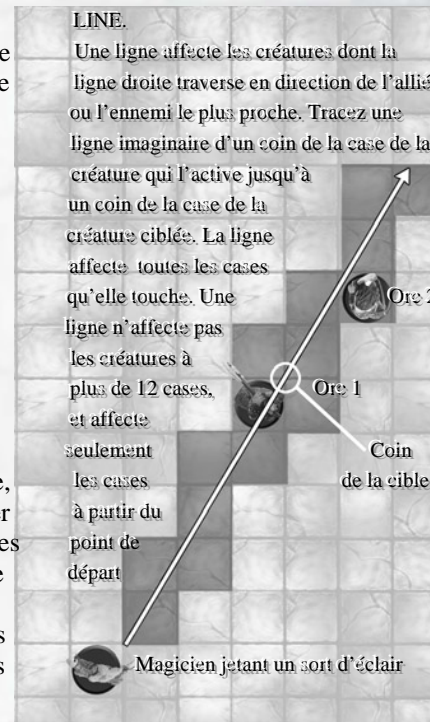 LINE.
Une ligne affecte les créatures dont la
ligne droite traverse en direction de l'allié
ou l'ennemi le plus proche. Tracez une
ligne imaginaire d'un coin de la case de la
créature qui l'active jusqu'à
un coin de la case de la
créature ciblée. La ligne
affecte toutes les cases
qu'elle touche. Une
ligne n'affecte pas
les créatures à
plus de 12 cases,
et affecte
seulement
les cases
à partir du
point de
départ
Orc 2
Orc 1
Coin
de la cible
Magicien jetant un sort d'éclair